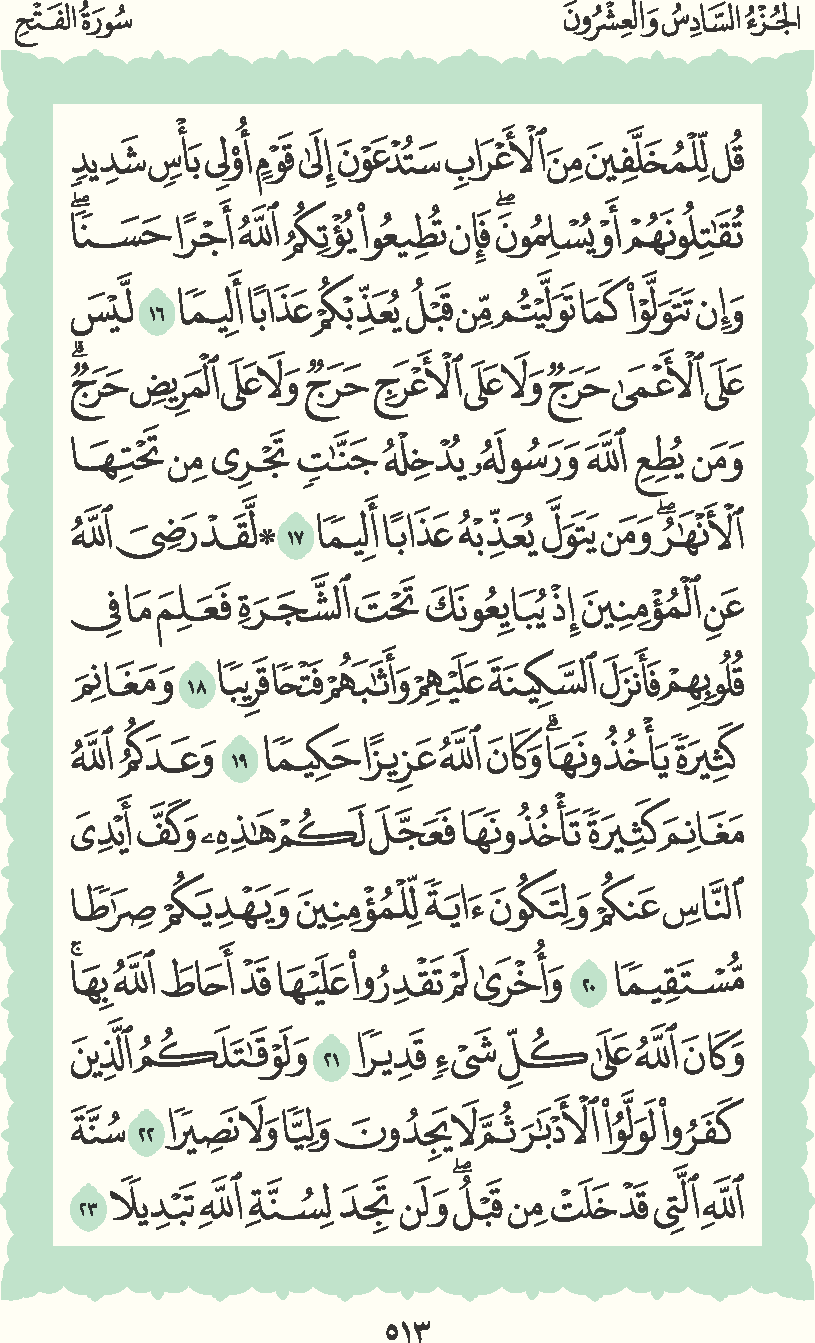 الجُزْءُ السَّادِسُ وَالعِشْرُونَ
سُورَةُ الفَتْحِ
قُل لِّلْمُخَلَّفِينَ مِنَ ٱلْأَعْرَابِ سَتُدْعَوْنَ إِلَىٰ قَوْمٍ أُو۟لِى بَأْسٍ شَدِيدٍ
تُقَـٰتِلُونَهُمْ أَوْ يُسْلِمُونَ ۖ فَإِن تُطِيعُوا۟ يُؤْتِكُمُ ٱللَّهُ أَجْرًا حَسَنًا ۖ
وَإِن تَتَوَلَّوْا۟ كَمَا تَوَلَّيْتُم مِّن قَبْلُ يُعَذِّبْكُمْ عَذَابًا أَلِيمًا ١٦ لَّيْسَ
عَلَى ٱلْأَعْمَىٰ حَرَجٌ وَلَا عَلَى ٱلْأَعْرَجِ حَرَجٌ وَلَا عَلَى ٱلْمَرِيضِ حَرَجٌ ۗ
وَمَن يُطِعِ ٱللَّهَ وَرَسُولَهُۥ يُدْخِلْهُ جَنَّـٰتٍ تَجْرِى مِن تَحْتِهَا
ٱلْأَنْهَـٰرُ ۖ وَمَن يَتَوَلَّ يُعَذِّبْهُ عَذَابًا أَلِيمًا ١٧ * لَّقَدْ رَضِىَ ٱللَّهُ
عَنِ ٱلْمُؤْمِنِينَ إِذْ يُبَايِعُونَكَ تَحْتَ ٱلشَّجَرَةِ فَعَلِمَ مَا فِى
قُلُوبِهِمْ فَأَنزَلَ ٱلسَّكِينَةَ عَلَيْهِمْ وَأَثَـٰبَهُمْ فَتْحًا قَرِيبًا ١٨ وَمَغَانِمَ
كَثِيرَةً يَأْخُذُونَهَا ۗ وَكَانَ ٱللَّهُ عَزِيزًا حَكِيمًا ١٩ وَعَدَكُمُ ٱللَّهُ
مَغَانِمَ كَثِيرَةً تَأْخُذُونَهَا فَعَجَّلَ لَكُمْ هَـٰذِهِۦ وَكَفَّ أَيْدِىَ
ٱلنَّاسِ عَنكُمْ وَلِتَكُونَ ءَايَةً لِّلْمُؤْمِنِينَ وَيَهْدِيَكُمْ صِرَٰطًا
مُّسْتَقِيمًا ٢٠ وَأُخْرَىٰ لَمْ تَقْدِرُوا۟ عَلَيْهَا قَدْ أَحَاطَ ٱللَّهُ بِهَا ۚ
وَكَانَ ٱللَّهُ عَلَىٰ كُلِّ شَىْءٍ قَدِيرًا ٢١ وَلَوْ قَـٰتَلَكُمُ ٱلَّذِينَ
كَفَرُوا۟ لَوَلَّوُا۟ ٱلْأَدْبَـٰرَ ثُمَّ لَا يَجِدُونَ وَلِيًّا وَلَا نَصِيرًا ٢٢ سُنَّةَ
ٱللَّهِ ٱلَّتِى قَدْ خَلَتْ مِن قَبْلُ ۖ وَلَن تَجِدَ لِسُنَّةِ ٱللَّهِ تَبْدِيلًا ٢٣
٥١٣